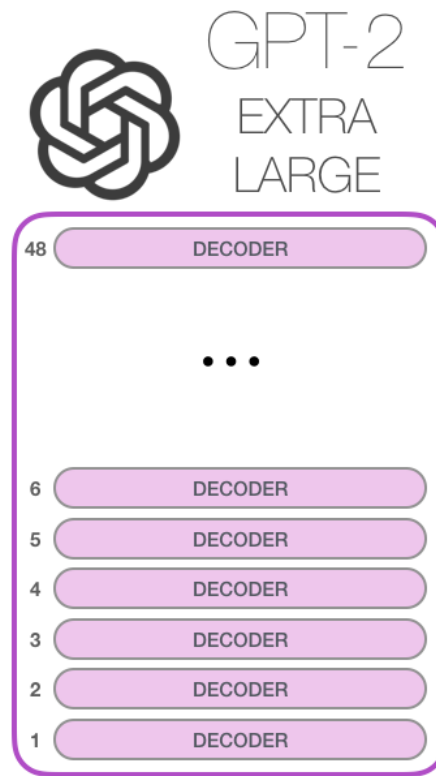 GPT-2
EXTRA
LARGE
48 DECODER
...
6 DECODER
5 DECODER
4 DECODER
3 DECODER
2 DECODER
1 DECODER